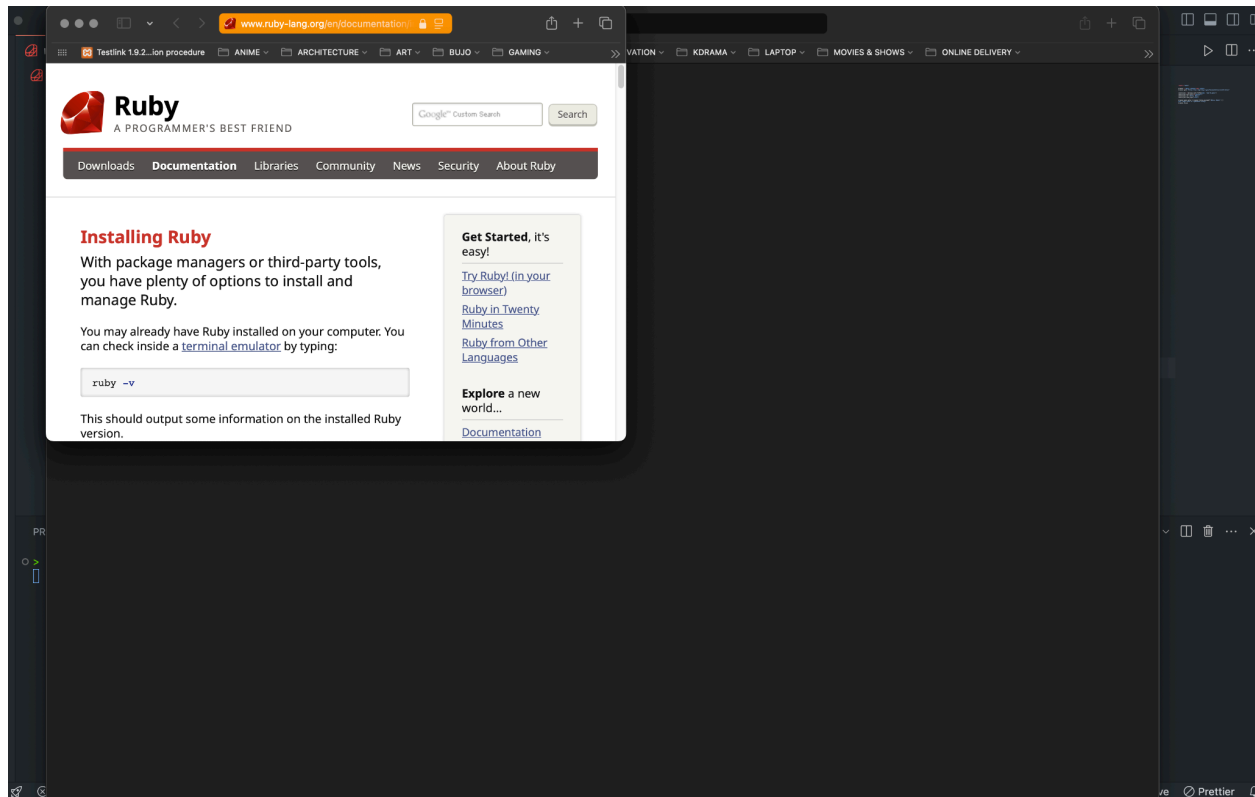 www.ruby-lang.org/en/documentation/
Testlink 1.9.2...ion procedure ANIME ARCHITECTURE ART BUJO GAMING
VATION KDRAMA LAPTOP MOVIES & SHOWS ONLINE DELIVERY
Ruby
A PROGRAMMER'S BEST FRIEND
Google™ Custom Search
Search
Downloads Documentation Libraries Community News Security About Ruby
Installing Ruby
With package managers or third-party tools,
you have plenty of options to install and
manage Ruby.
You may already have Ruby installed on your computer. You
can check inside a terminal emulator by typing:
ruby -v
This should output some information on the installed Ruby
version.
Get Started, it's
easy!
Try Ruby! (in your
browser)
Ruby in Twenty
Minutes
Ruby from Other
Languages
Explore a new
world...
Documentation
PR
>
ve Prettier